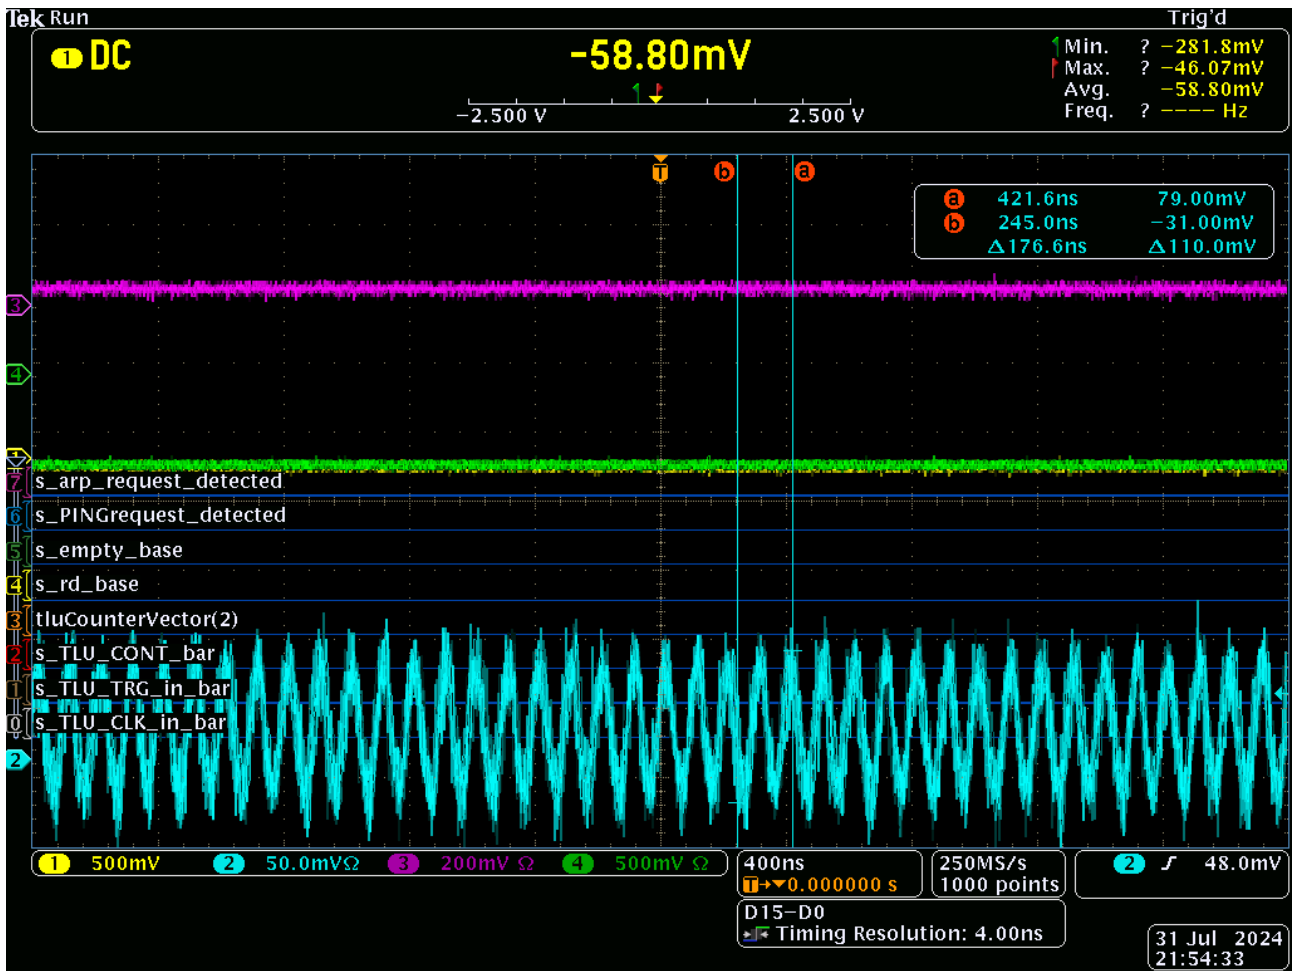 Tek Run Trig'd
1 DC -58.80mV
Min. ? -281.8mV
Max. ? -46.07mV
Avg. -58.80mV
Freq. ? ---- Hz
-2.500 V 2.500 V
T b a
a 421.6ns 79.00mV
b 245.0ns -31.00mV
Δ176.6ns Δ110.0mV
3
4
1
7 s_arp_request_detected
6 s_PINGrequest_detected
5 s_empty_base
4 s_rd_base
3 tluCounterVector(2)
2 s_TLU_CONT_bar
1 s_TLU_TRG_in_bar
0 s_TLU_CLK_in_bar
2
1 500mV 2 50.0mVΩ 3 200mV Ω 4 500mV Ω
400ns
T→▼0.000000 s
250MS/s
1000 points
2 48.0mV
D15-D0
Timing Resolution: 4.00ns
31 Jul 2024
21:54:33